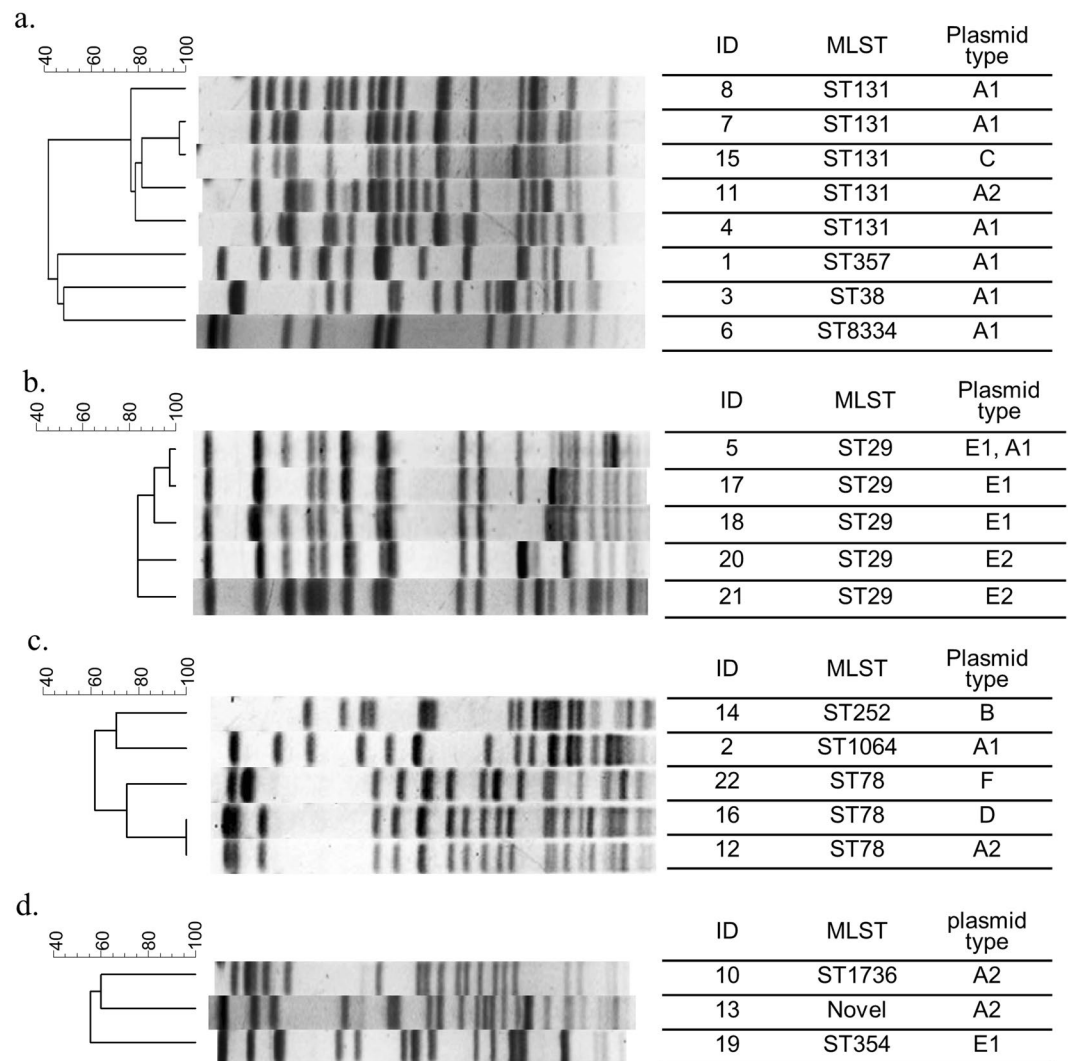 a.
40 60 80 100
ID MLST Plasmid type
8 ST131 A1
7 ST131 A1
15 ST131 C
11 ST131 A2
4 ST131 A1
1 ST357 A1
3 ST38 A1
6 ST8334 A1
b.
40 60 80 100
ID MLST Plasmid type
5 ST29 E1, A1
17 ST29 E1
18 ST29 E1
20 ST29 E2
21 ST29 E2
c.
40 60 80 100
ID MLST Plasmid type
14 ST252 B
2 ST1064 A1
22 ST78 F
16 ST78 D
12 ST78 A2
d.
40 60 80 100
ID MLST plasmid type
10 ST1736 A2
13 Novel A2
19 ST354 E1